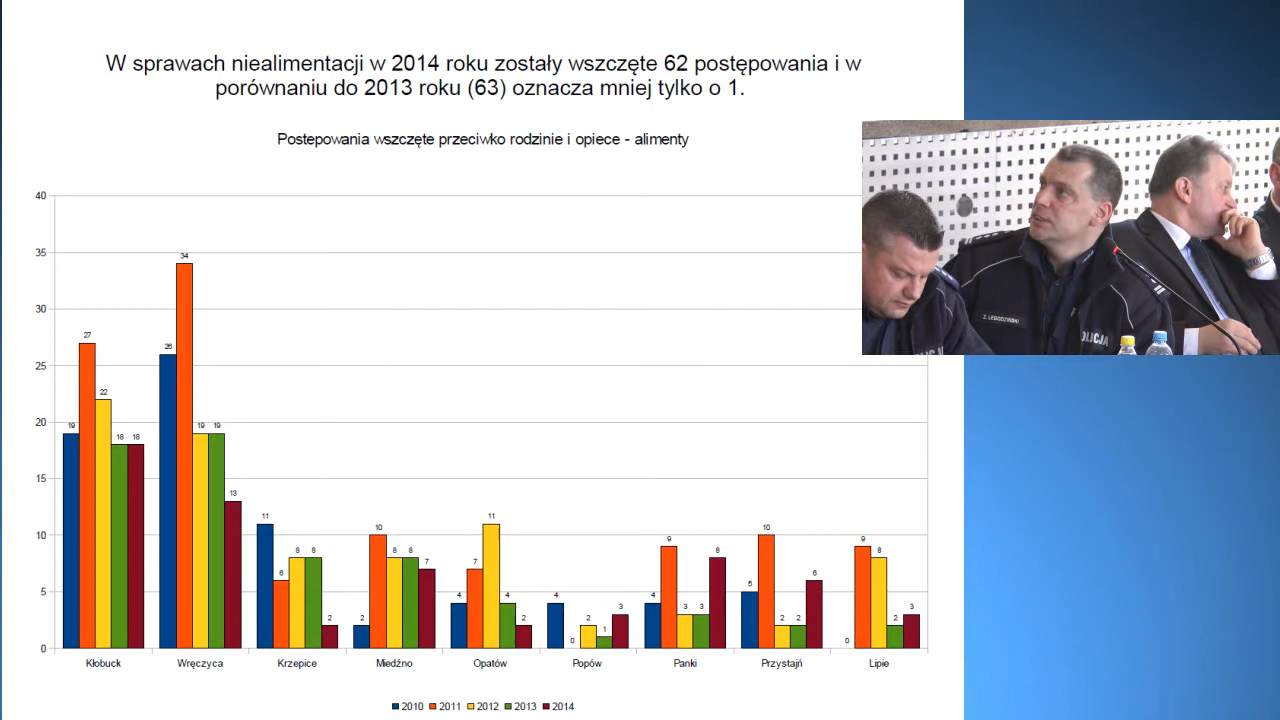 W sprawach niealimentacji w 2014 roku zostały wszczęte 62 postępowania i w
porównaniu do 2013 roku (63) oznacza mniej tylko o 1.
Postepowania wszczęte przeciwko rodzinie i opiece - alimenty
40
35
30
25
20
15
10
5
0
19 27 22 18 18
26 34 19 19 13
11 6 8 8 2
2 10 8 8 7
4 7 11 4 2
4 0 2 1 3
4 9 3 3 8
5 10 2 2 6
0 9 8 2 3
Kłobuck Wręczyca Krzepice Miedźno Opatów Popów Panki Przystajń Lipie
2010 2011 2012 2013 2014
Z. LEGODZIŃSKI
POLICJA